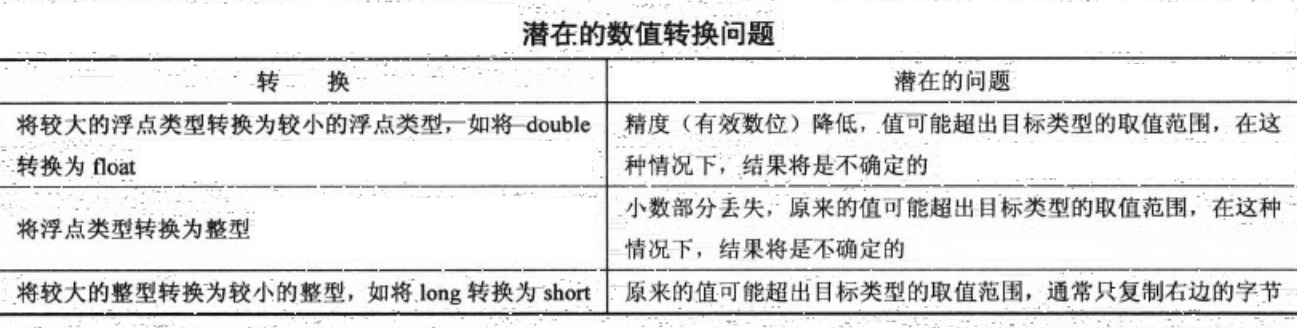 潜在的数值转换问题
转 换
潜在的问题
将较大的浮点类型转换为较小的浮点类型，如将 double
转换为 float
精度（有效数位）降低，值可能超出目标类型的取值范围，在这
种情况下，结果将是不确定的
将浮点类型转换为整型
小数部分丢失，原来的值可能超出目标类型的取值范围，在这种
情况下，结果将是不确定的
将较大的整型转换为较小的整型，如将 long 转换为 short
原来的值可能超出目标类型的取值范围，通常只复制右边的字节